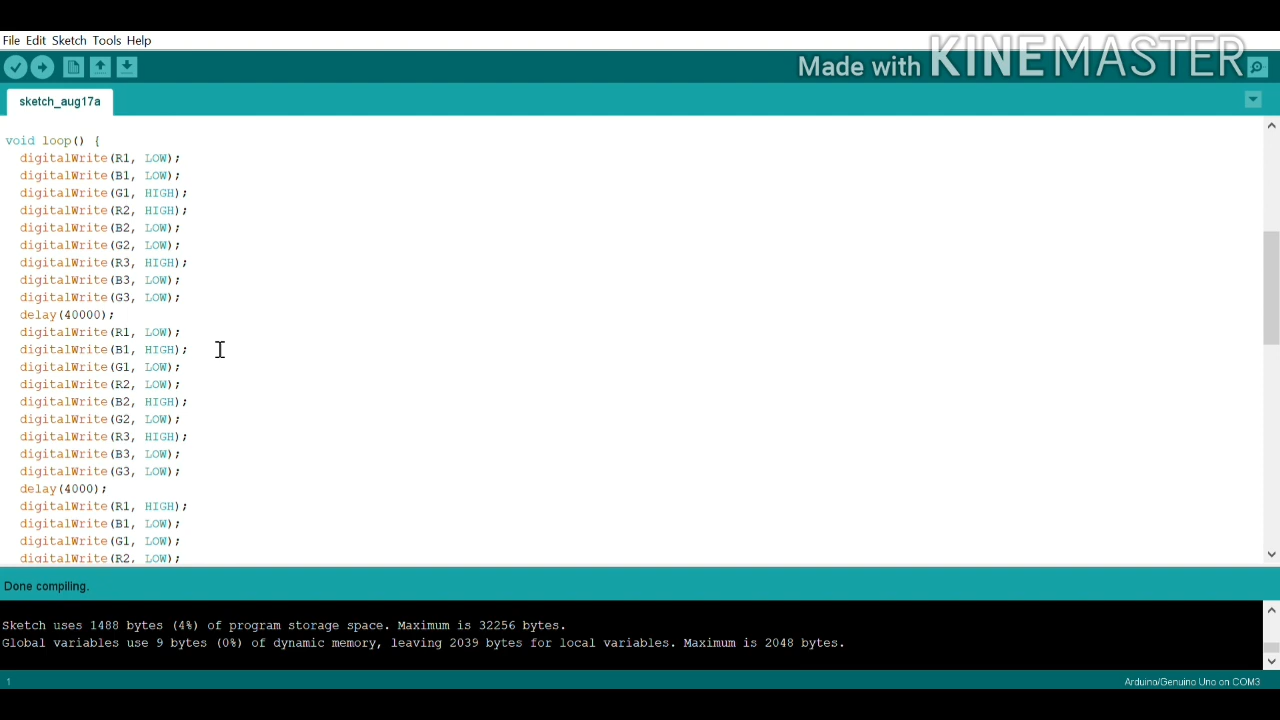 Made with KINEMASTER
File Edit Sketch Tools Help
sketch_aug17a
void loop() {
  digitalWrite(R1, LOW);
  digitalWrite(B1, LOW);
  digitalWrite(G1, HIGH);
  digitalWrite(R2, HIGH);
  digitalWrite(B2, LOW);
  digitalWrite(G2, LOW);
  digitalWrite(R3, HIGH);
  digitalWrite(B3, LOW);
  digitalWrite(G3, LOW);
  delay(40000);
  digitalWrite(R1, LOW);
  digitalWrite(B1, HIGH);
  digitalWrite(G1, LOW);
  digitalWrite(R2, LOW);
  digitalWrite(B2, HIGH);
  digitalWrite(G2, LOW);
  digitalWrite(R3, HIGH);
  digitalWrite(B3, LOW);
  digitalWrite(G3, LOW);
  delay(4000);
  digitalWrite(R1, HIGH);
  digitalWrite(B1, LOW);
  digitalWrite(G1, LOW);
  digitalWrite(R2, LOW);
Done compiling.
Sketch uses 1488 bytes (4%) of program storage space. Maximum is 32256 bytes.
Global variables use 9 bytes (0%) of dynamic memory, leaving 2039 bytes for local variables. Maximum is 2048 bytes.
1
Arduino/Genuino Uno on COM3